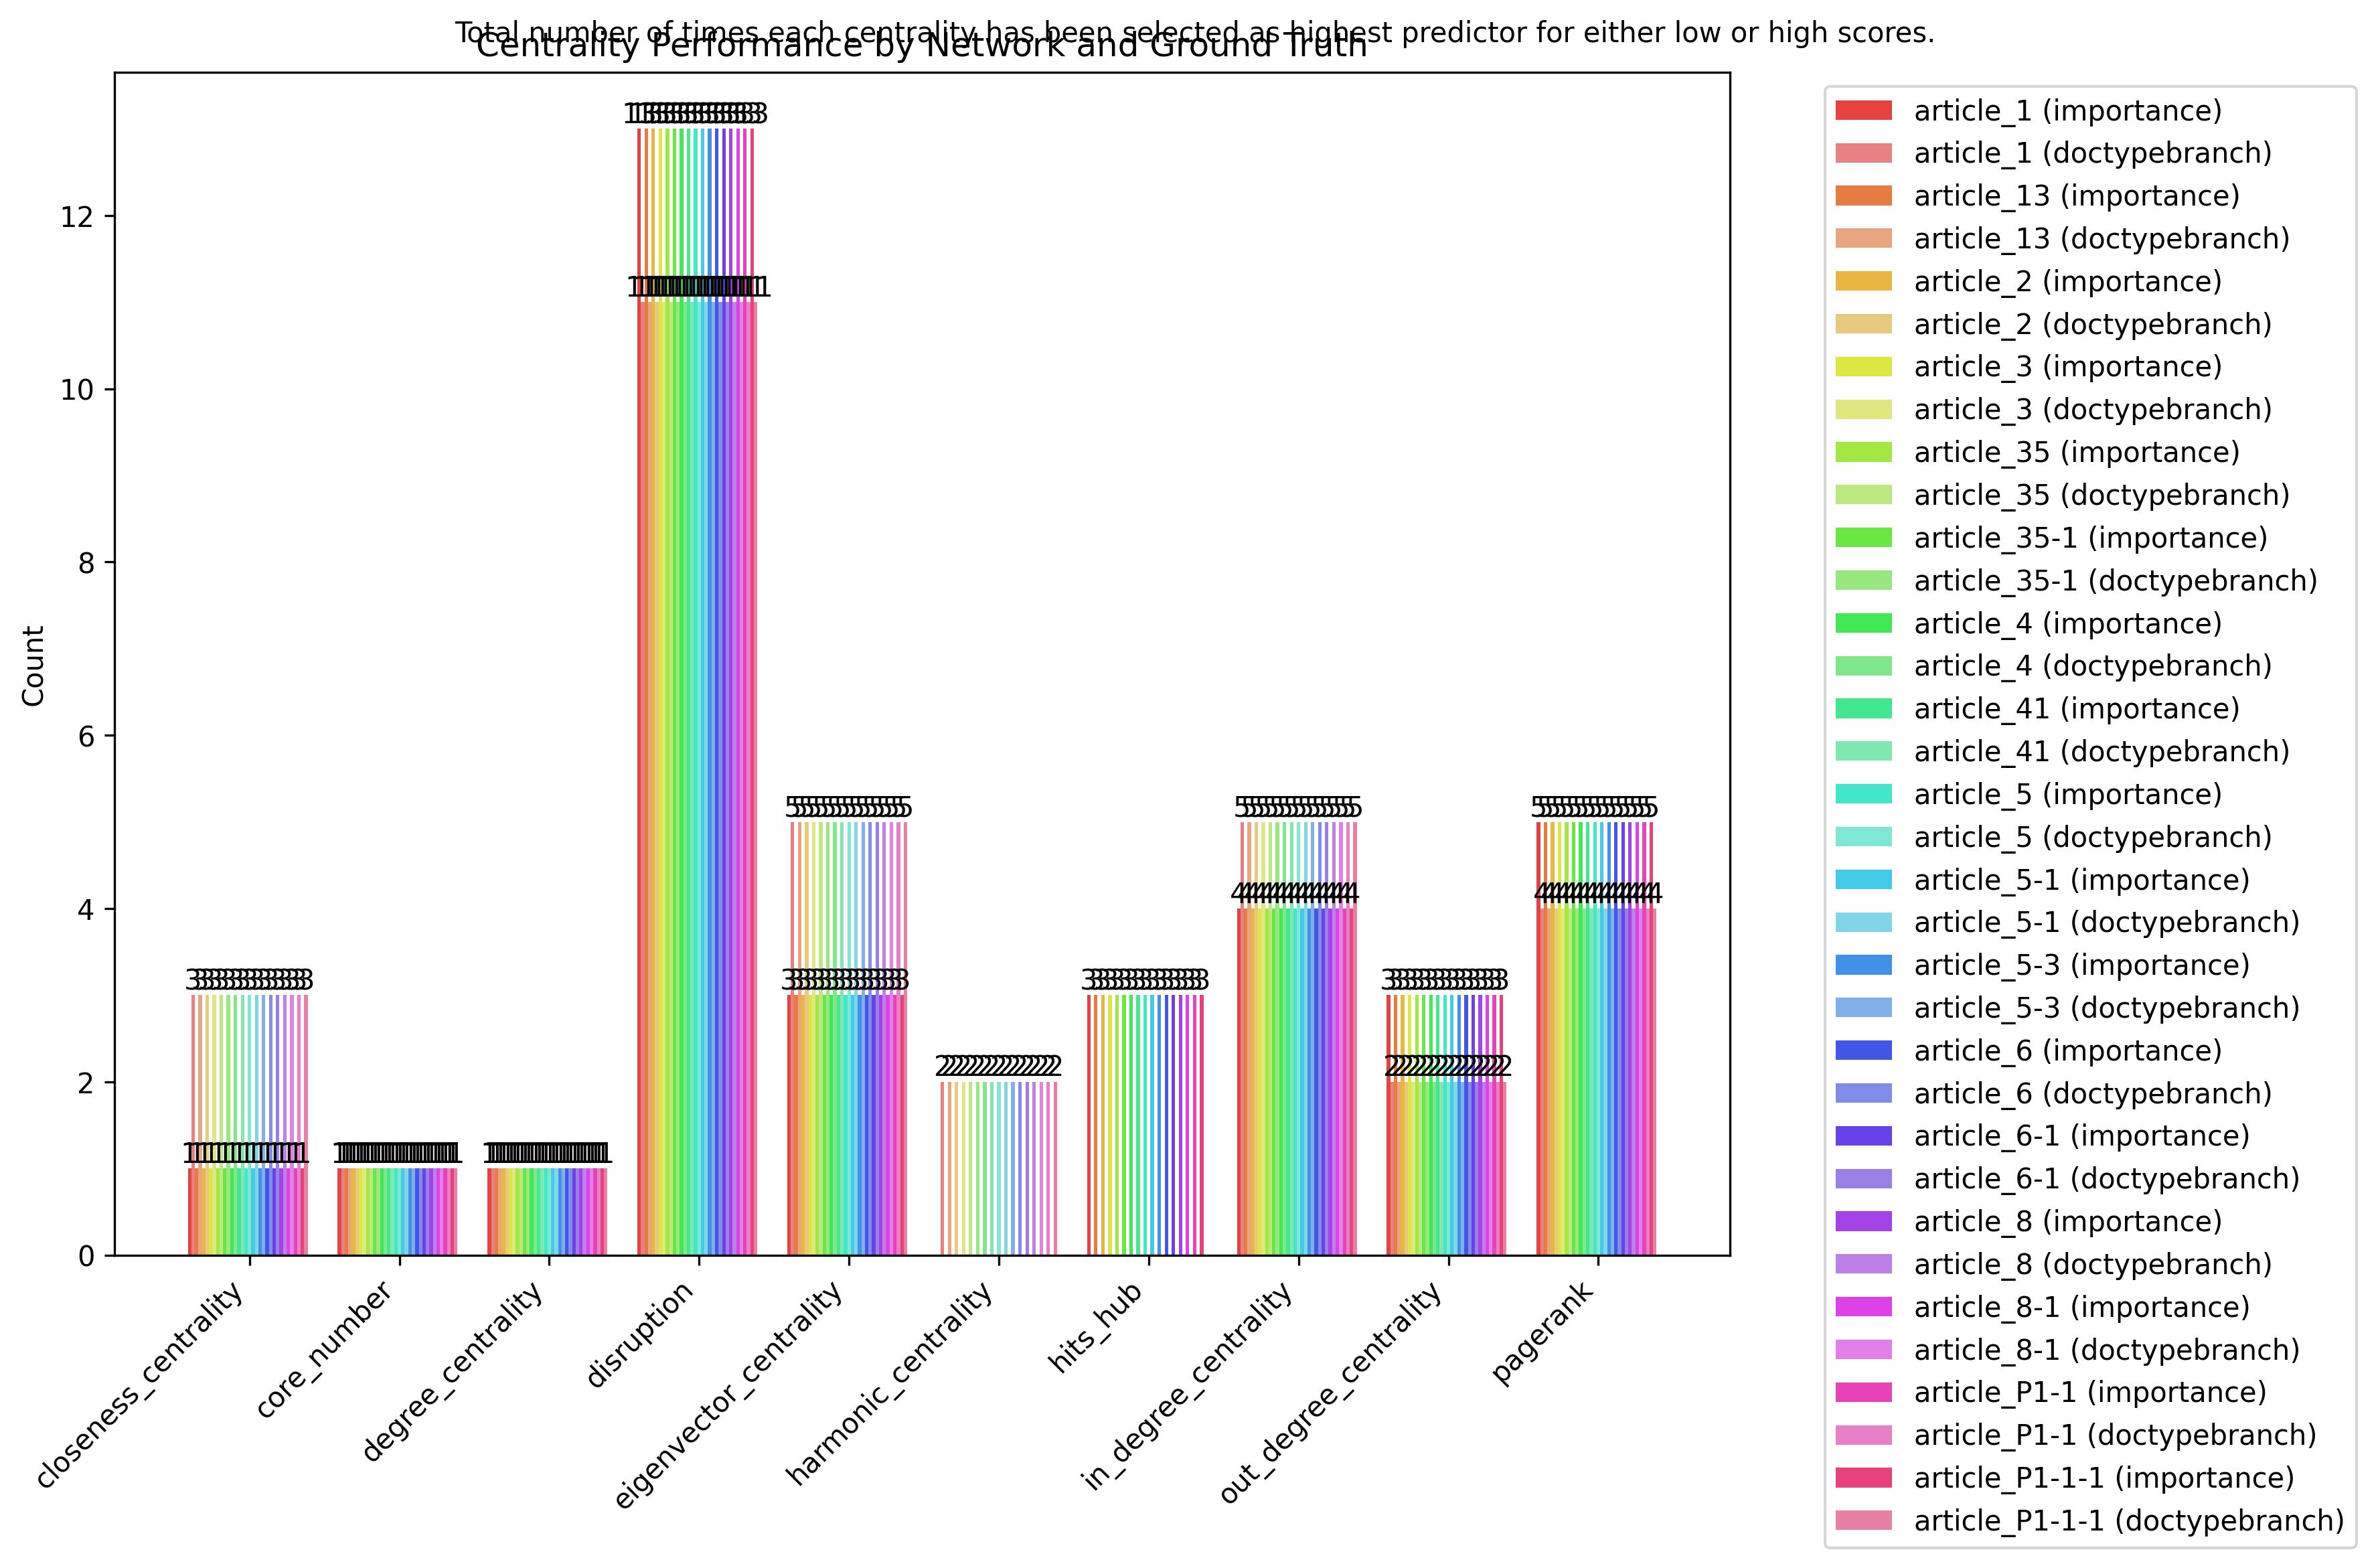 Total number of times each centrality has been selected as highest predictor for either low or high scores.
Centrality Performance by Network and Ground Truth
Count
12
10
8
6
4
2
0
closeness_centrality
core_number
degree_centrality
disruption
eigenvector_centrality
harmonic_centrality
hits_hub
in_degree_centrality
out_degree_centrality
pagerank
article_1 (importance)
article_1 (doctypebranch)
article_13 (importance)
article_13 (doctypebranch)
article_2 (importance)
article_2 (doctypebranch)
article_3 (importance)
article_3 (doctypebranch)
article_35 (importance)
article_35 (doctypebranch)
article_35-1 (importance)
article_35-1 (doctypebranch)
article_4 (importance)
article_4 (doctypebranch)
article_41 (importance)
article_41 (doctypebranch)
article_5 (importance)
article_5 (doctypebranch)
article_5-1 (importance)
article_5-1 (doctypebranch)
article_5-3 (importance)
article_5-3 (doctypebranch)
article_6 (importance)
article_6 (doctypebranch)
article_6-1 (importance)
article_6-1 (doctypebranch)
article_8 (importance)
article_8 (doctypebranch)
article_8-1 (importance)
article_8-1 (doctypebranch)
article_P1-1 (importance)
article_P1-1 (doctypebranch)
article_P1-1-1 (importance)
article_P1-1-1 (doctypebranch)